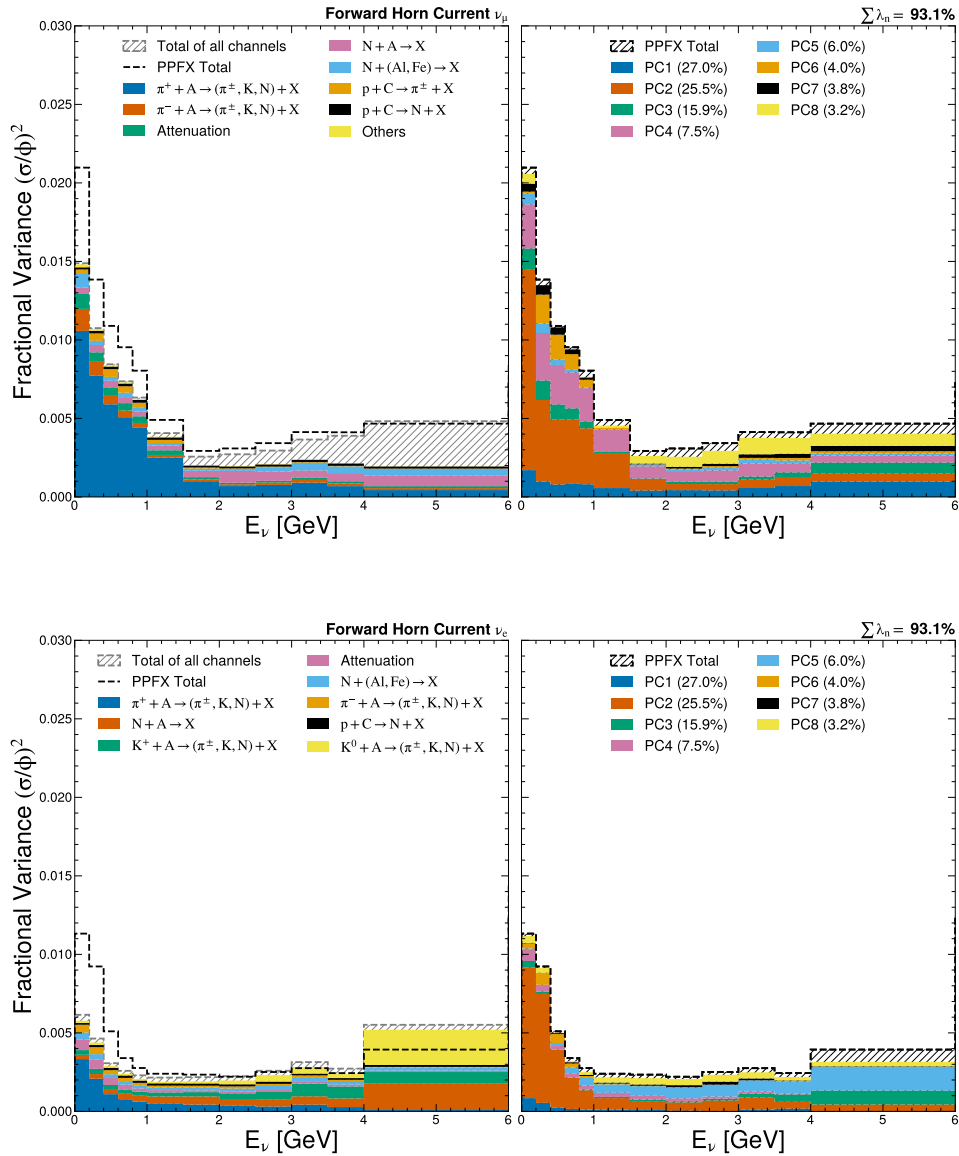 Forward Horn Current νμ
Fractional Variance (σ/ϕ)²
0.030
0.025
0.020
0.015
0.010
0.005
0.000
Total of all channels
PPFX Total
π⁺ + A → (π±, K, N) + X
π⁻ + A → (π±, K, N) + X
Attenuation
N + A → X
N + (Al, Fe) → X
p + C → π± + X
p + C → N + X
Others
0 1 2 3 4 5 6
Eν [GeV]
∑ λn = 93.1%
PPFX Total
PC1 (27.0%)
PC2 (25.5%)
PC3 (15.9%)
PC4 (7.5%)
PC5 (6.0%)
PC6 (4.0%)
PC7 (3.8%)
PC8 (3.2%)
0 1 2 3 4 5 6
Eν [GeV]
Forward Horn Current νe
Fractional Variance (σ/ϕ)²
0.030
0.025
0.020
0.015
0.010
0.005
0.000
Total of all channels
PPFX Total
π⁺ + A → (π±, K, N) + X
N + A → X
K⁺ + A → (π±, K, N) + X
Attenuation
N + (Al, Fe) → X
π⁻ + A → (π±, K, N) + X
p + C → N + X
K⁰ + A → (π±, K, N) + X
0 1 2 3 4 5 6
Eν [GeV]
∑ λn = 93.1%
PPFX Total
PC1 (27.0%)
PC2 (25.5%)
PC3 (15.9%)
PC4 (7.5%)
PC5 (6.0%)
PC6 (4.0%)
PC7 (3.8%)
PC8 (3.2%)
0 1 2 3 4 5 6
Eν [GeV]